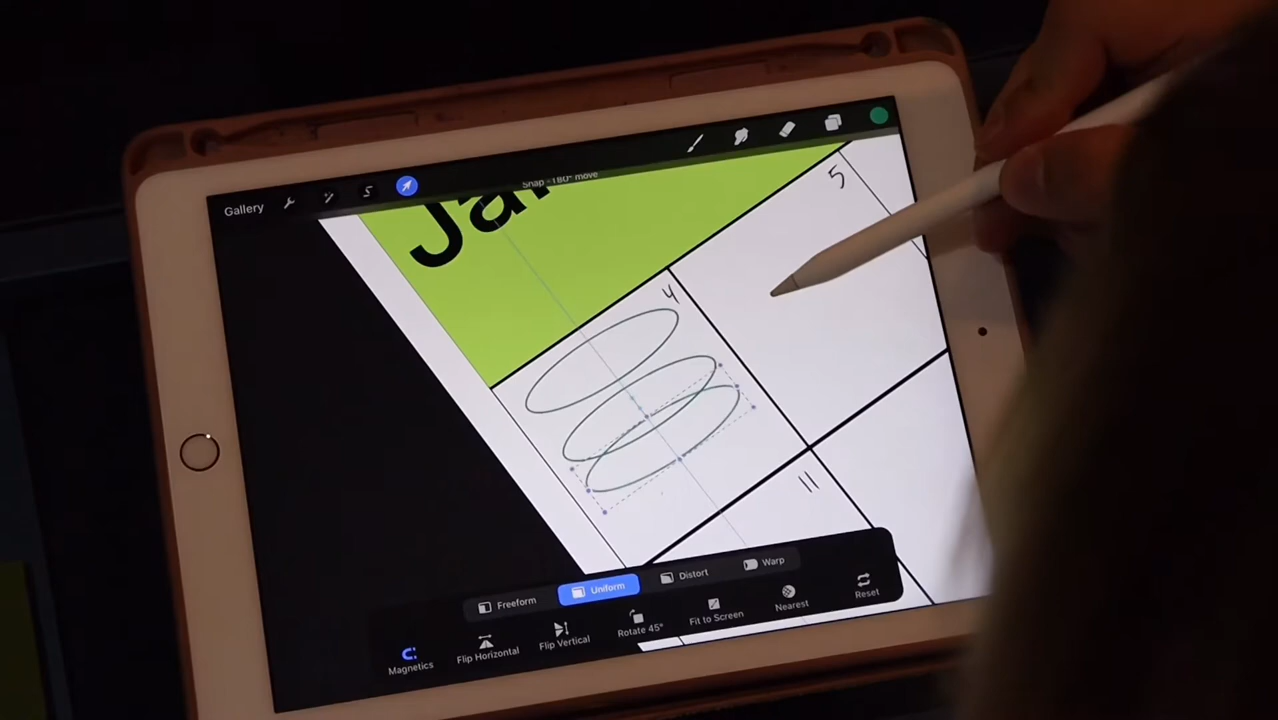 Gallery
Snap -180° move
Jan
5
4
11
Freeform
Uniform
Distort
Warp
Magnetics
Flip Horizontal
Flip Vertical
Rotate 45°
Fit to Screen
Nearest
Reset